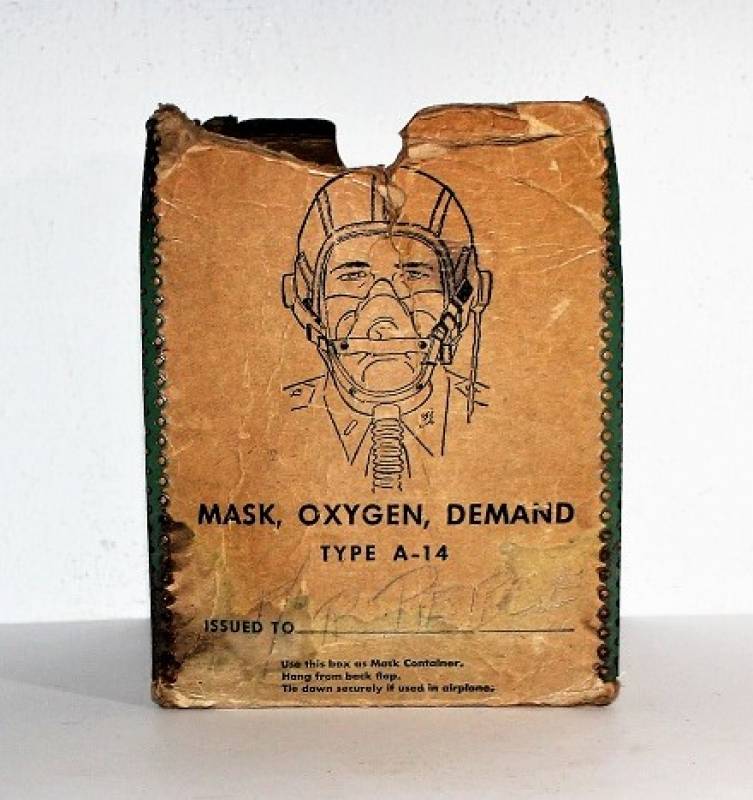 MASK, OXYGEN, DEMAND
TYPE A-14
ISSUED TO
Use this box as Mask Container.
Hang from back flap.
Tie down securely if used in airplane.